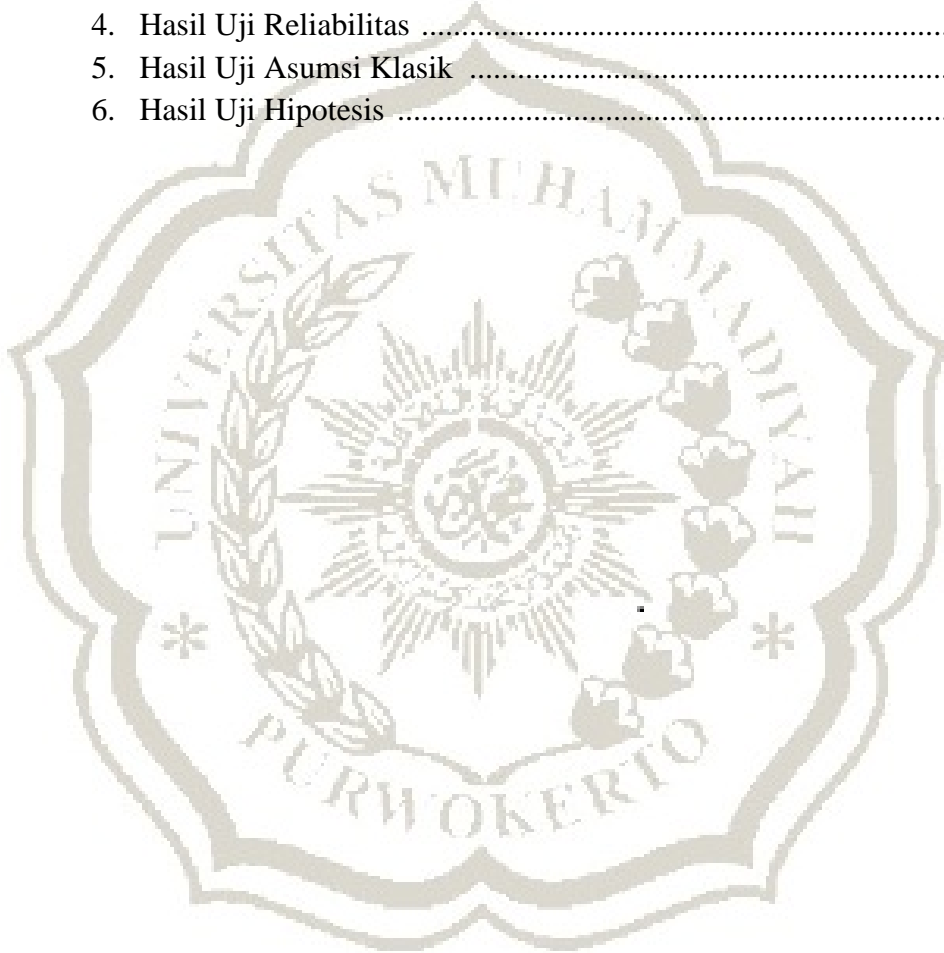 4. Hasil Uji Reliabilitas ..................................................................
5. Hasil Uji Asumsi Klasik ............................................................
6. Hasil Uji Hipotesis .....................................................................
UNIVERSITAS MUHAMMADIYAH
* PURWOKERTO *